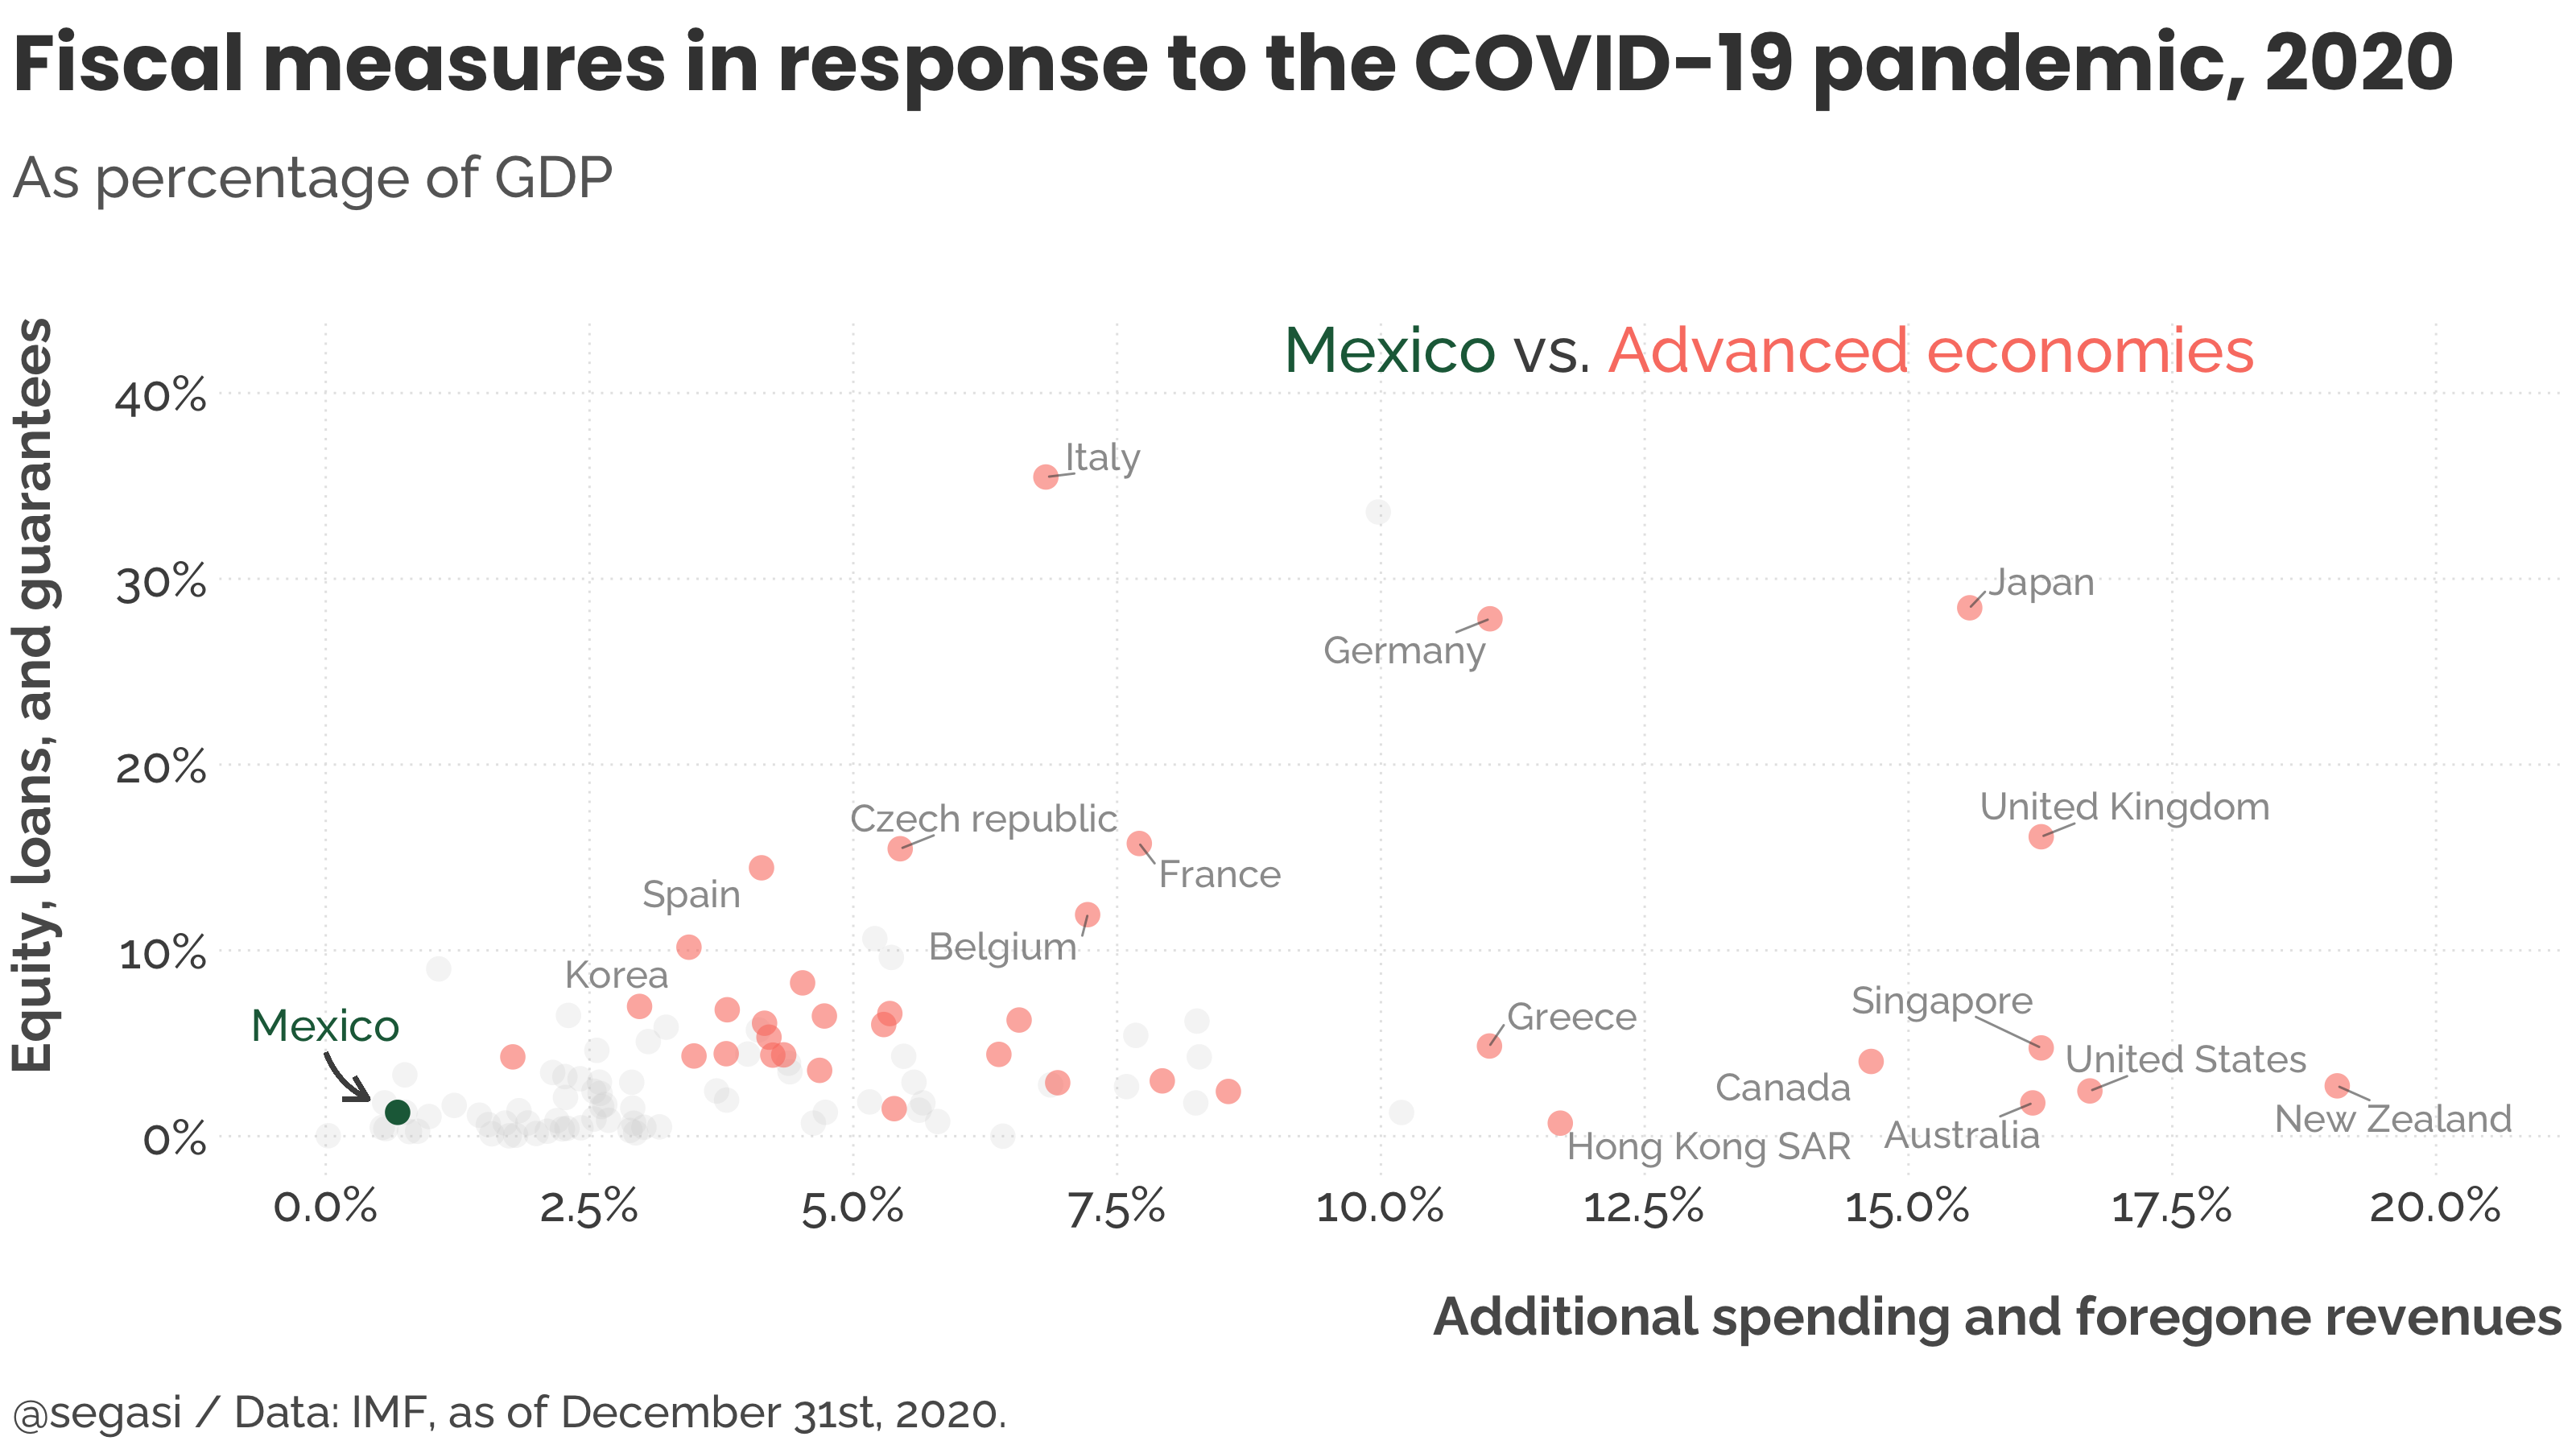 Fiscal measures in response to the COVID-19 pandemic, 2020
As percentage of GDP
Mexico vs. Advanced economies
Equity, loans, and gguarantees
40%
30%
20%
10%
0%
Italy
Japan
Germany
United Kingdom
Czech republic
France
Spain
Belgium
Korea
Mexico
Greece
Singapore
United States
Canada
New Zealand
Australia
Hong Kong SAR
0.0% 2.5% 5.0% 7.5% 10.0% 12.5% 15.0% 17.5% 20.0%
Additional spending and foregone revenues
@segasi / Data: IMF, as of December 31st, 2020.